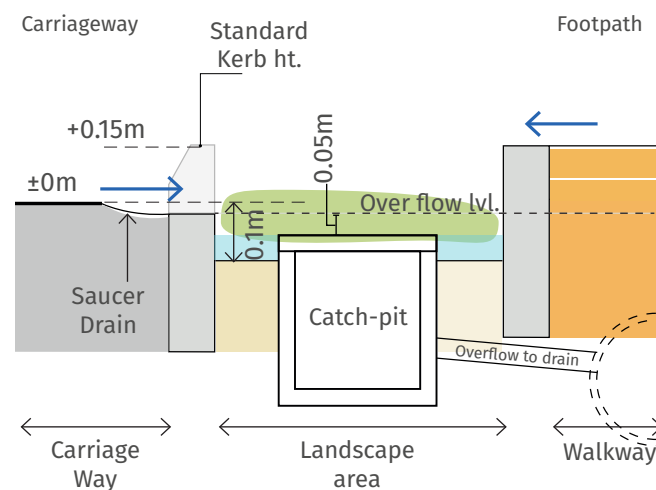 Carriageway
Standard
Kerb ht.
Footpath
+0.15m
±0m
0.05m
Over flow lvl.
0.1m
Saucer
Drain
Catch-pit
Overflow to drain
Carriage
Way
Landscape
area
Walkway